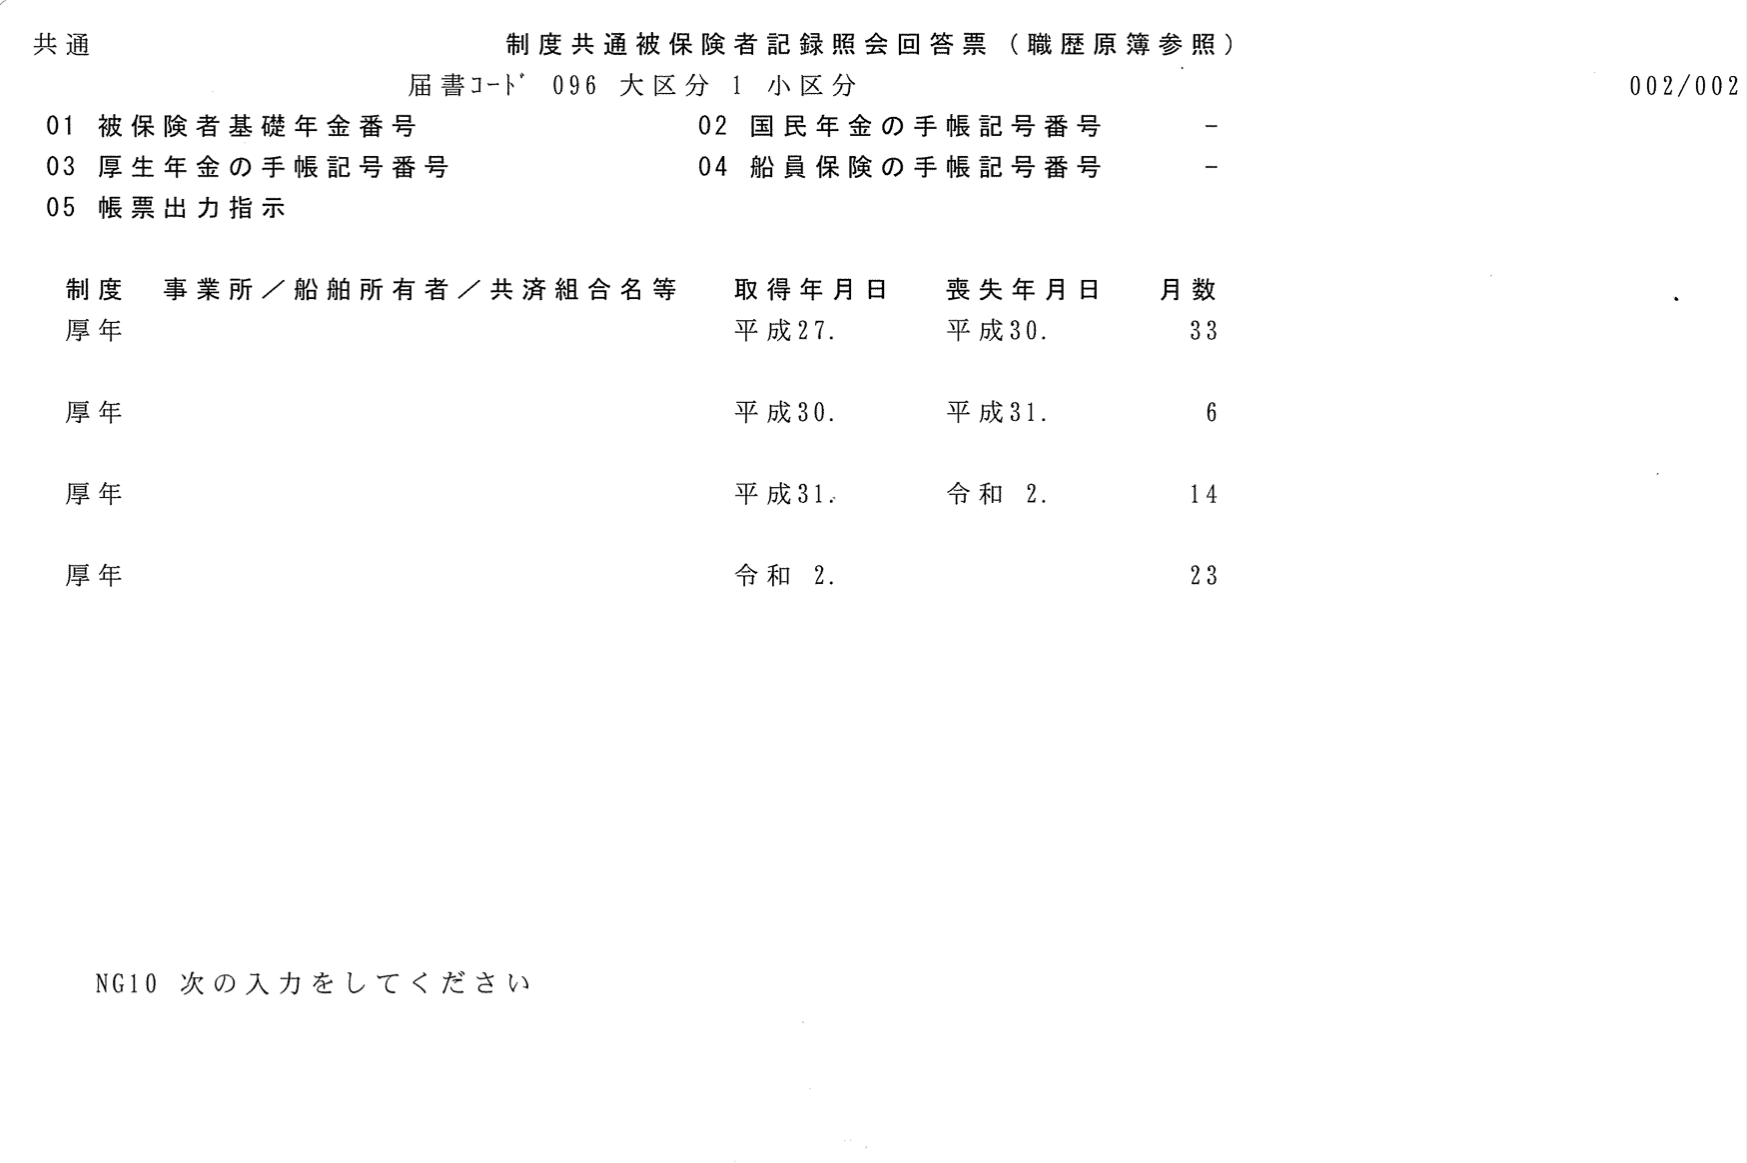 共通 制度共通被保険者記録照会回答票（職歴原簿参照）
届書ｺｰﾄﾞ 096 大区分 1 小区分 002/002
01 被保険者基礎年金番号 02 国民年金の手帳記号番号 －
03 厚生年金の手帳記号番号 04 船員保険の手帳記号番号 －
05 帳票出力指示
制度 事業所／船舶所有者／共済組合名等 取得年月日 喪失年月日 月数
厚年 平成27. 平成30. 33
厚年 平成30. 平成31. 6
厚年 平成31. 令和 2. 14
厚年 令和 2. 23
NG10 次の入力をしてください